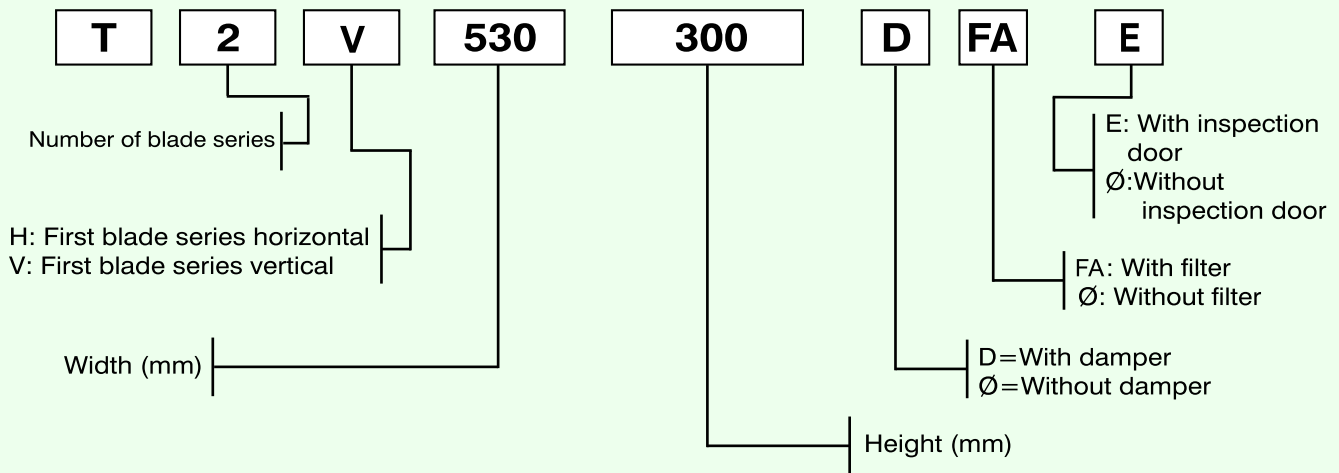 T 2 V 530 300 D FA E
Number of blade series
E: With inspection
door
Ø:Without
inspection door
H: First blade series horizontal
V: First blade series vertical
FA: With filter
Ø: Without filter
Width (mm)
D=With damper
Ø=Without damper
Height (mm)